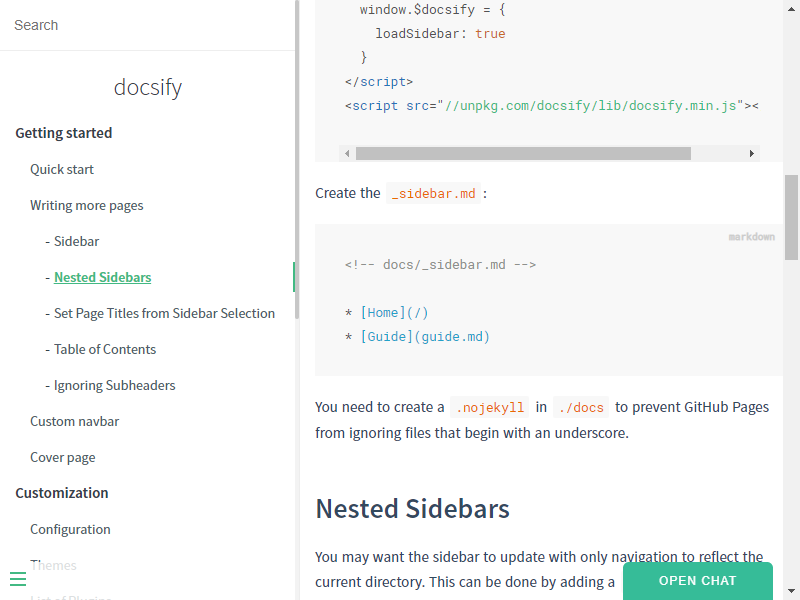 Search
docsify
Getting started
Quick start
Writing more pages
- Sidebar
- Nested Sidebars
- Set Page Titles from Sidebar Selection
- Table of Contents
- Ignoring Subheaders
Custom navbar
Cover page
Customization
Configuration
Themes
List of Plugins
window.$docsify = {
loadSidebar: true
}
</script>
<script src="//unpkg.com/docsify/lib/docsify.min.js"><
Create the _sidebar.md :
markdown
<!-- docs/_sidebar.md -->
* [Home](/)
* [Guide](guide.md)
You need to create a .nojekyll in ./docs to prevent GitHub Pages
from ignoring files that begin with an underscore.
Nested Sidebars
You may want the sidebar to update with only navigation to reflect the
current directory. This can be done by adding a
OPEN CHAT